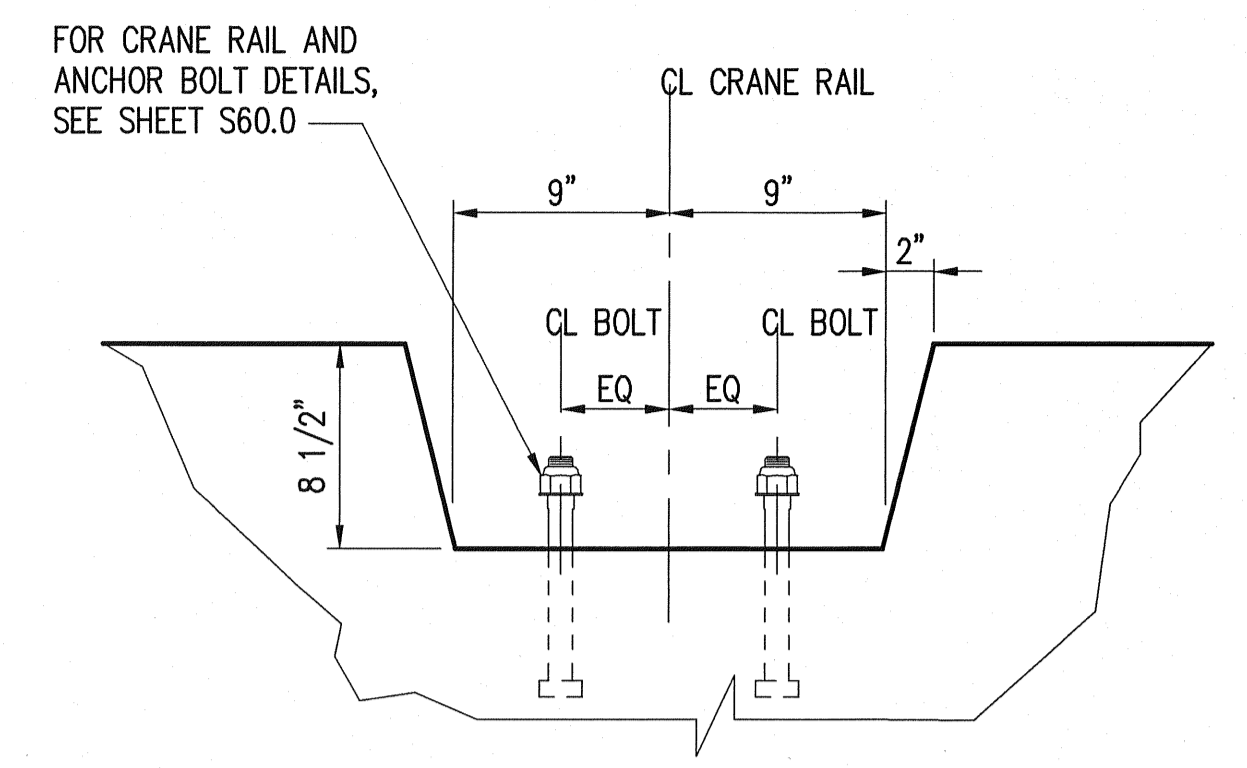 FOR CRANE RAIL AND
ANCHOR BOLT DETAILS,
SEE SHEET S60.0
CL CRANE RAIL
9”
9”
2”
CL BOLT
CL BOLT
EQ
EQ
8 1/2”